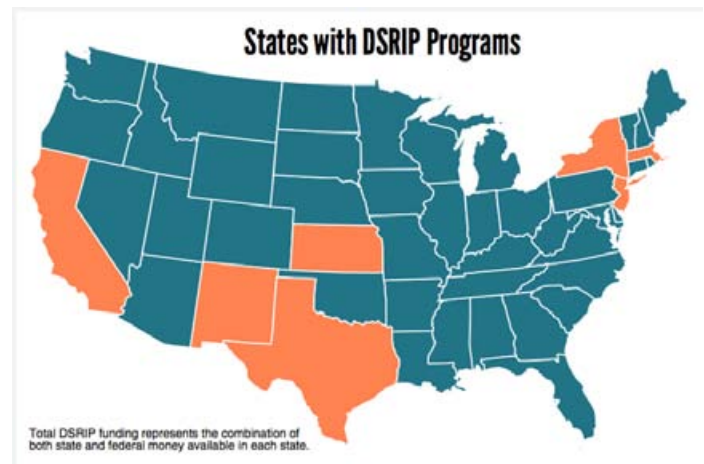 States with DSRIP Programs
Total DSRIP funding represents the combination of
both state and federal money available in each state.